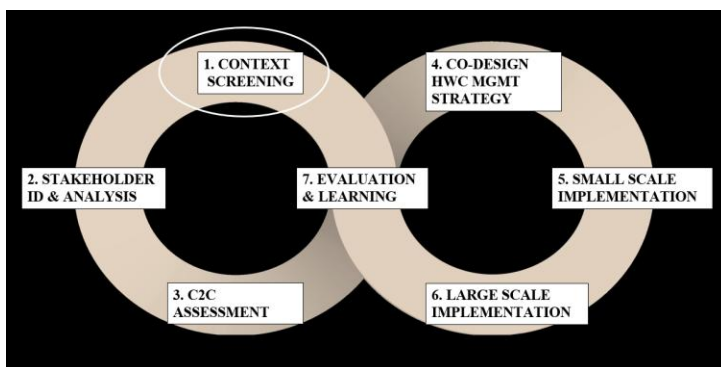 1. CONTEXT
SCREENING
2. STAKEHOLDER
ID & ANALYSIS
3. C2C
ASSESSMENT
4. CO-DESIGN
HWC MGMT
STRATEGY
5. SMALL SCALE
IMPLEMENTATION
6. LARGE SCALE
IMPLEMENTATION
7. EVALUATION
& LEARNING